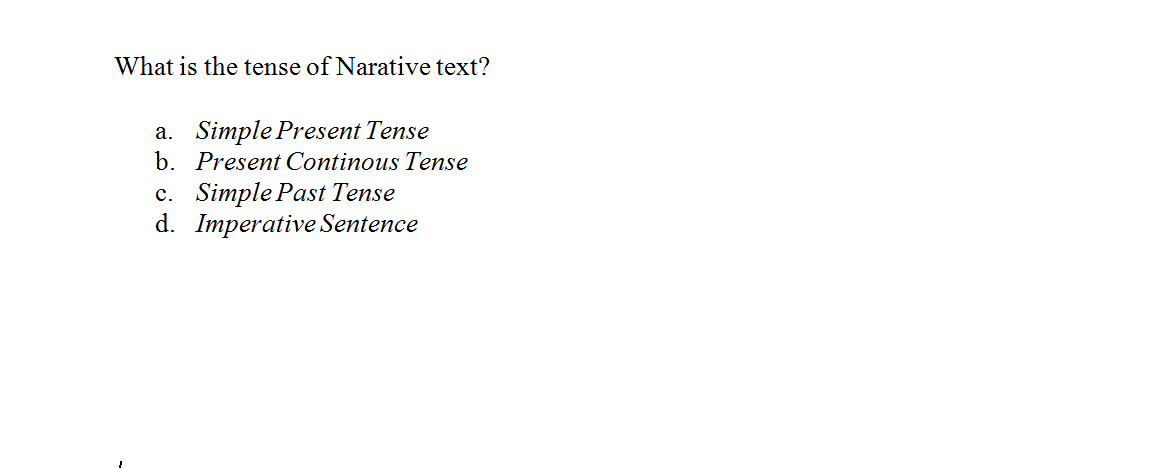 What is the tense of Narative text?
a. Simple Present Tense
b. Present Continous Tense
c. Simple Past Tense
d. Imperative Sentence